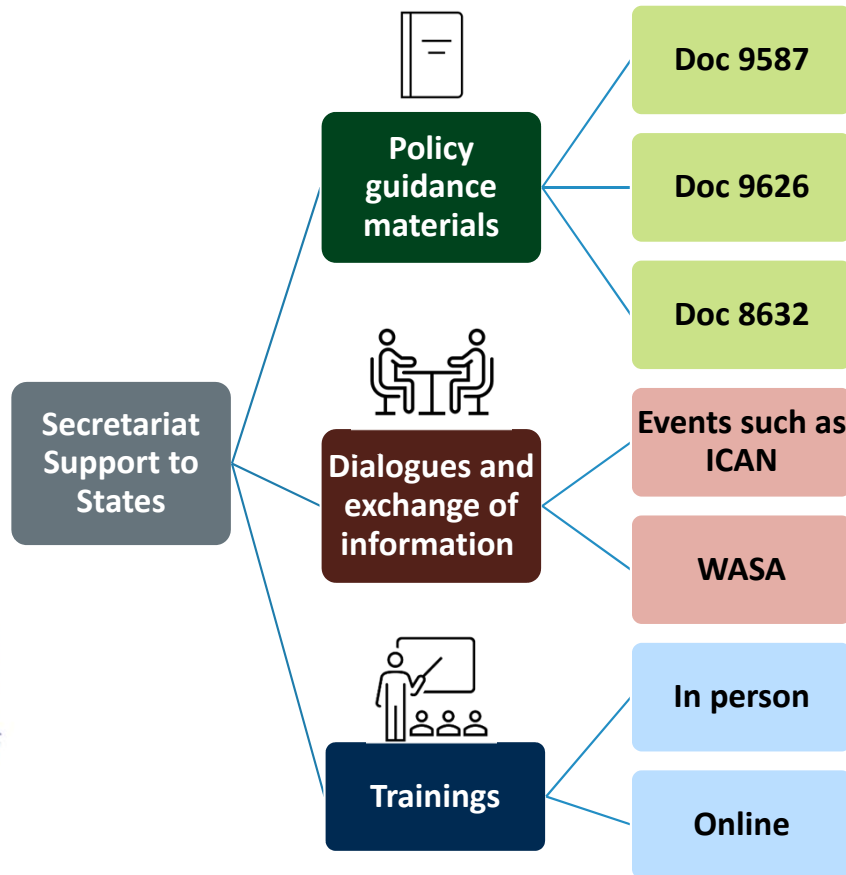 Secretariat
Support to
States
Policy
guidance
materials
Doc 9587
Doc 9626
Doc 8632
Dialogues and
exchange of
information
Events such as
ICAN
WASA
Trainings
In person
Online